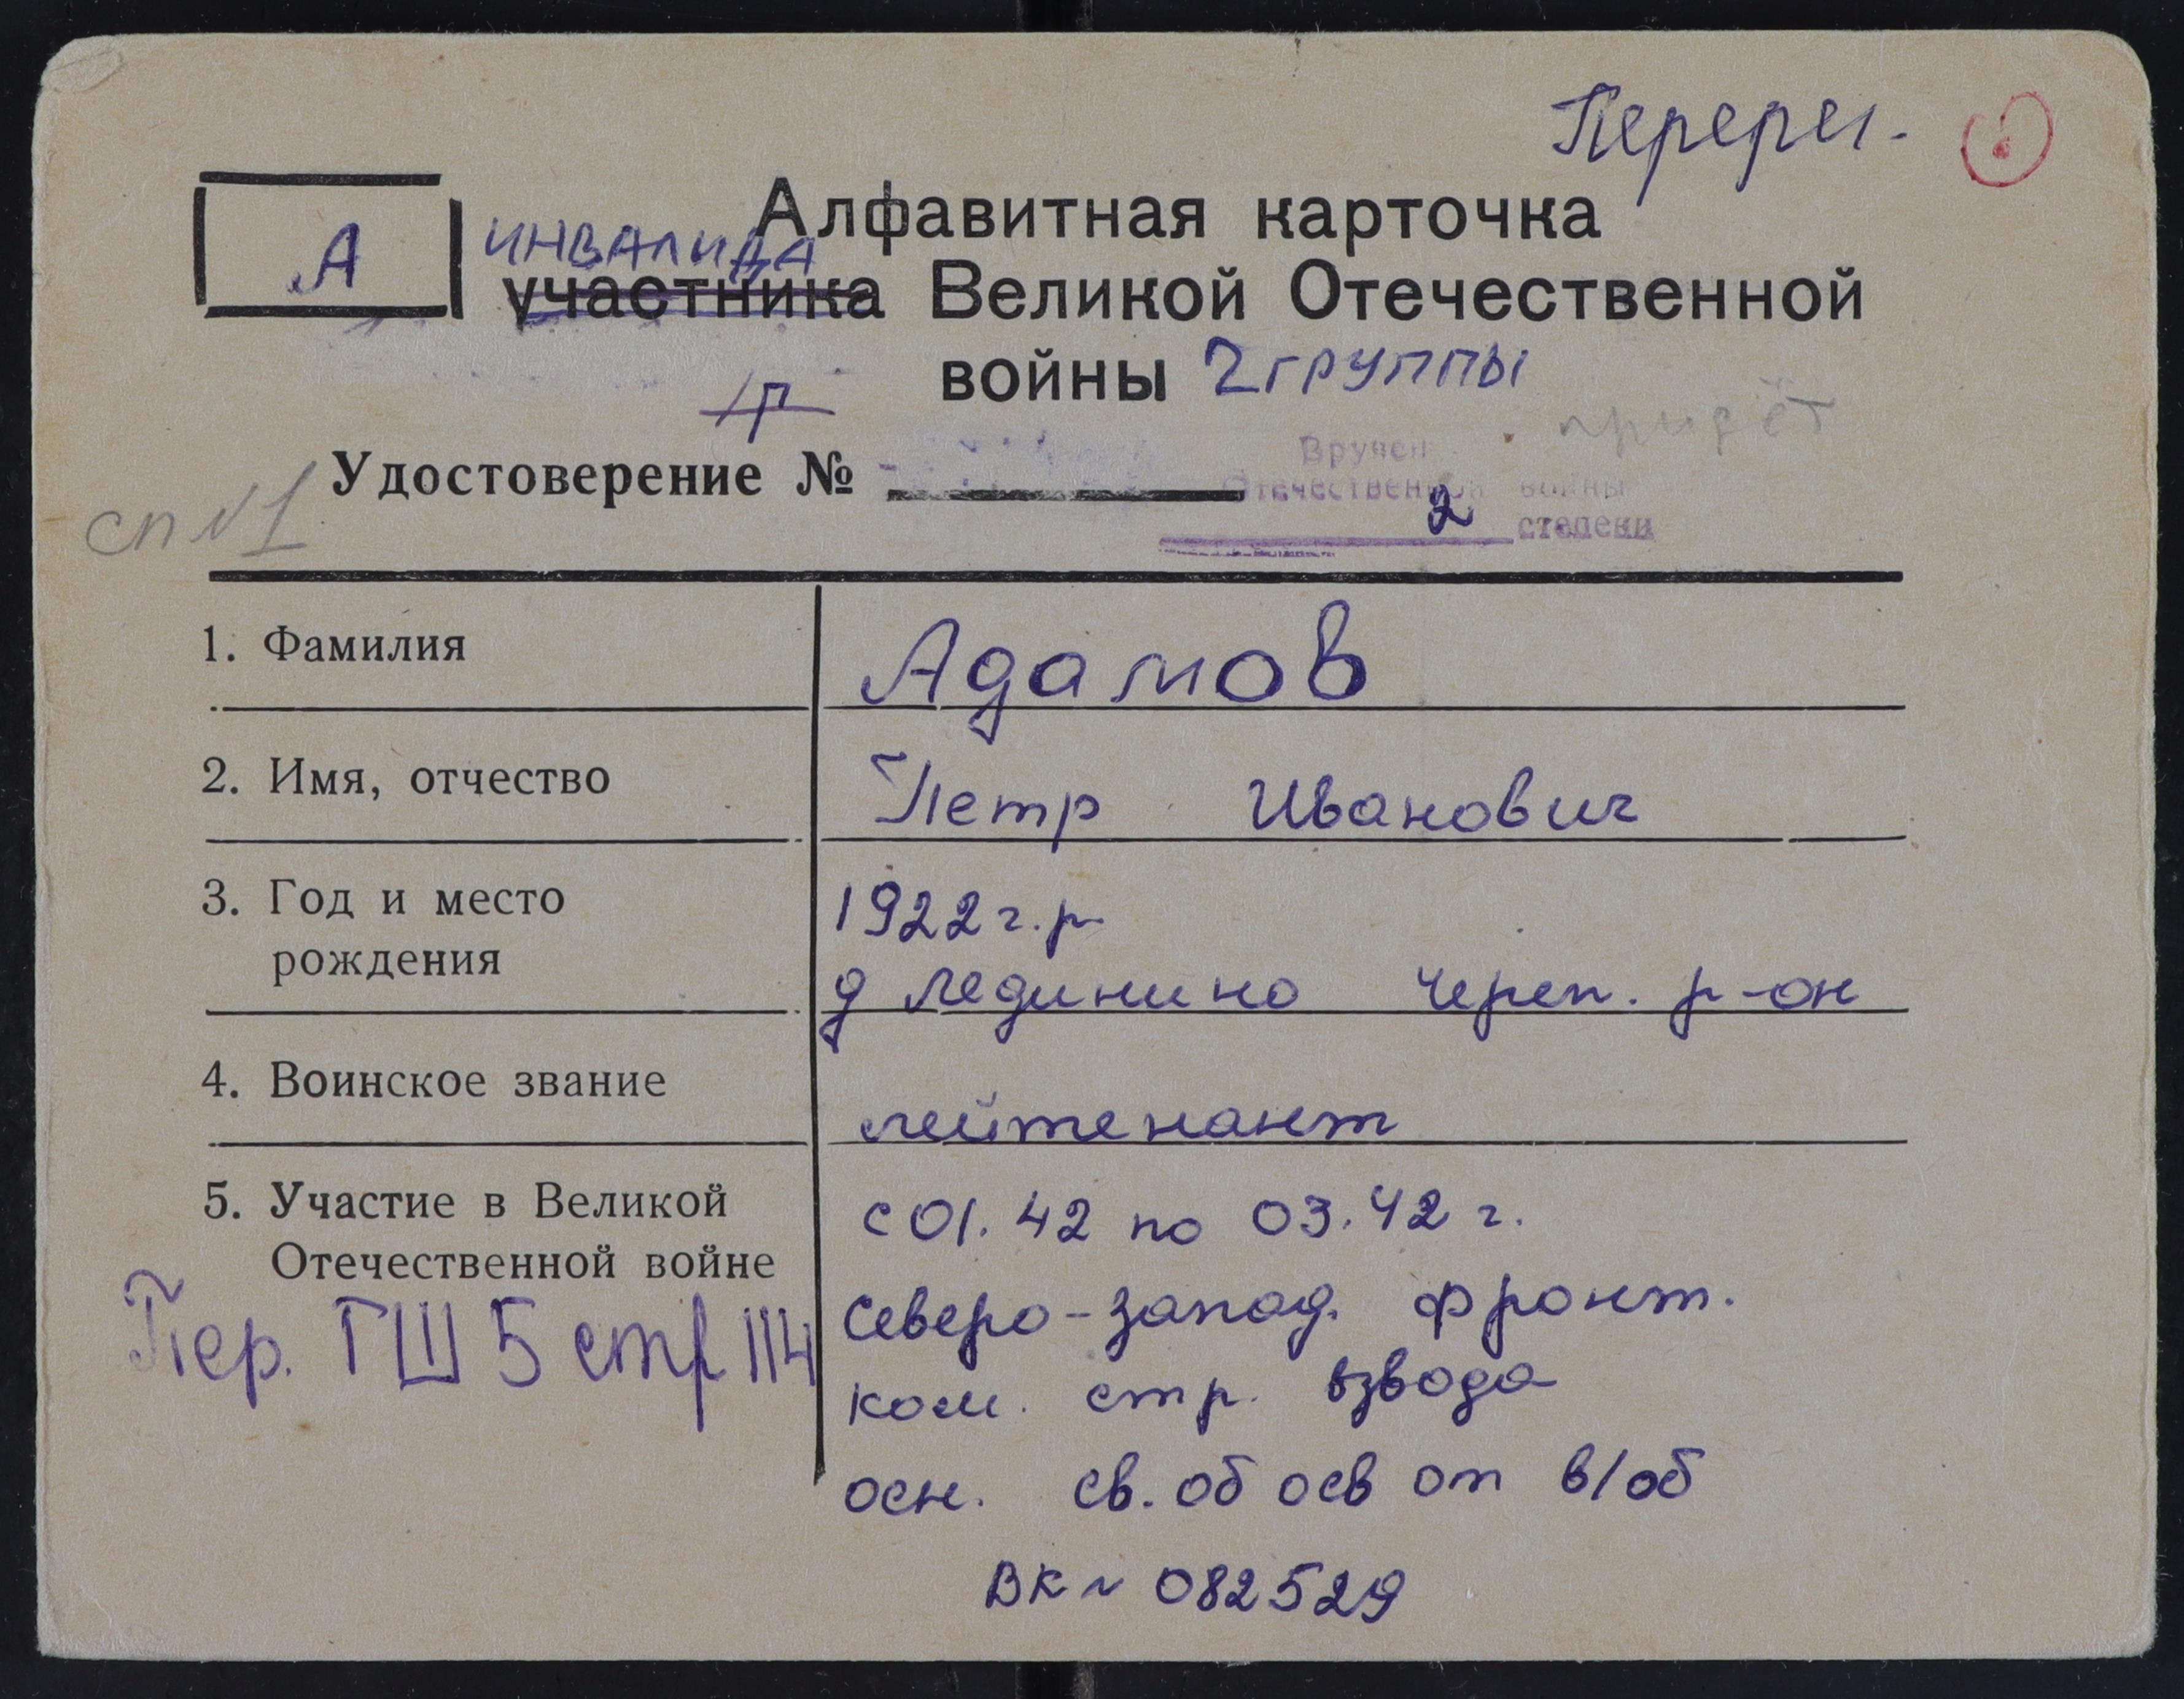 Перерег.
Алфавитная карточка
А
инвалида
участника Великой Отечественной
войны 2 группы
придёт
Удостоверение №
Вручен
Отечественной войны
2 степени
сп №1
1. Фамилия Адамов
2. Имя, отчество Петр Иванович
3. Год и место 1922 г.р.
рождения д Лединино Череп. р-он
4. Воинское звание лейтенант
5. Участие в Великой с 01.42 по 03.42 г.
Отечественной войне
Северо-запад. фронт.
Пер. ГШ 5 стр 114
ком. стр. взвода
осн. св. об осв от в/об
ВК № 082529